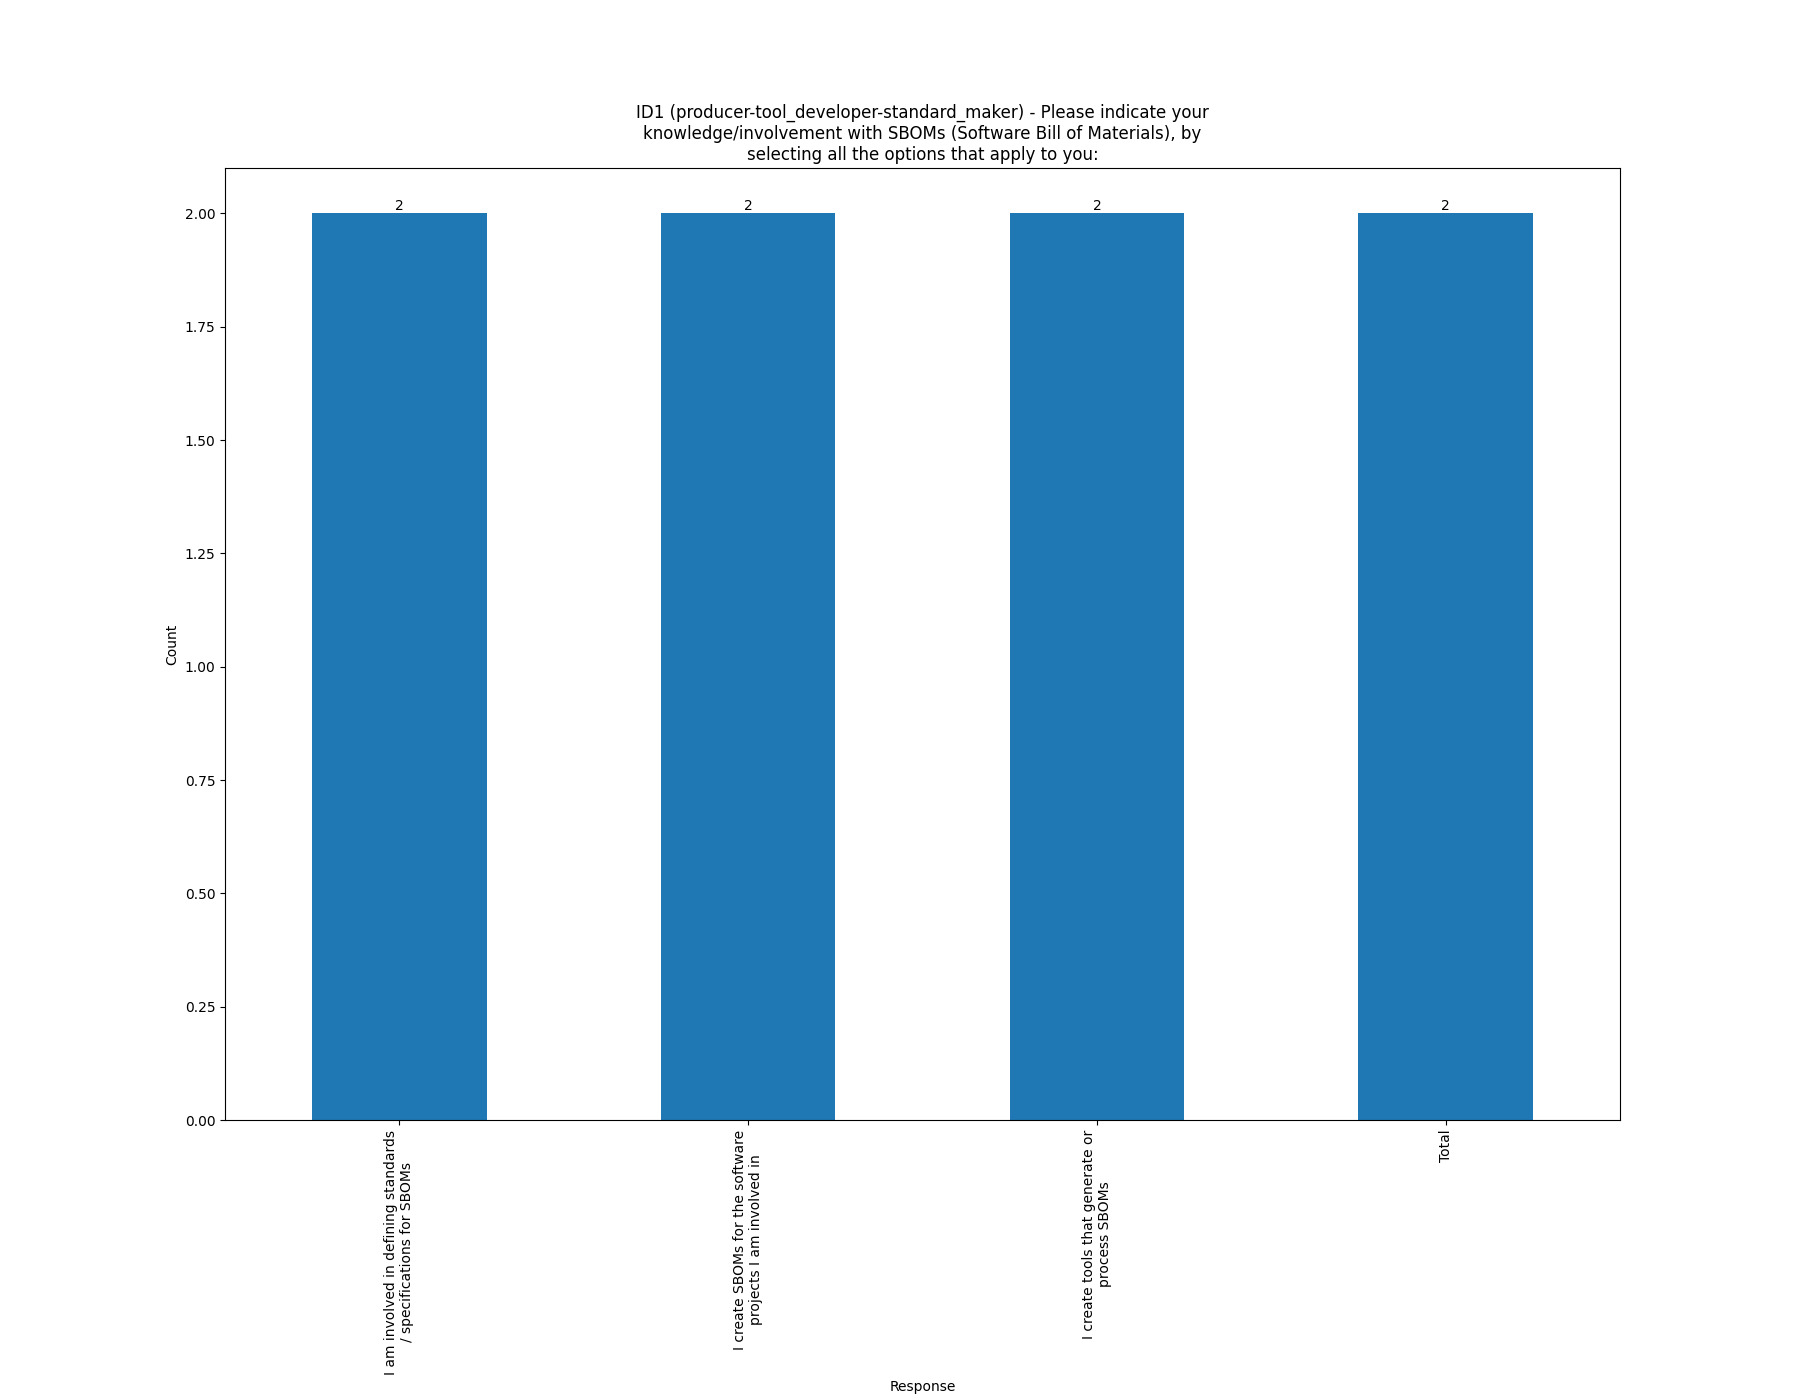 ID1 (producer-tool_developer-standard_maker) - Please indicate your
knowledge/involvement with SBOMs (Software Bill of Materials), by
selecting all the options that apply to you:
2
2
2
2
2.00
1.75
1.50
1.25
1.00
0.75
0.50
0.25
0.00
Count
I am involved in defining standards
/ specifications for SBOMs
I create SBOMs for the software
projects I am involved in
I create tools that generate or
process SBOMs
Total
Response